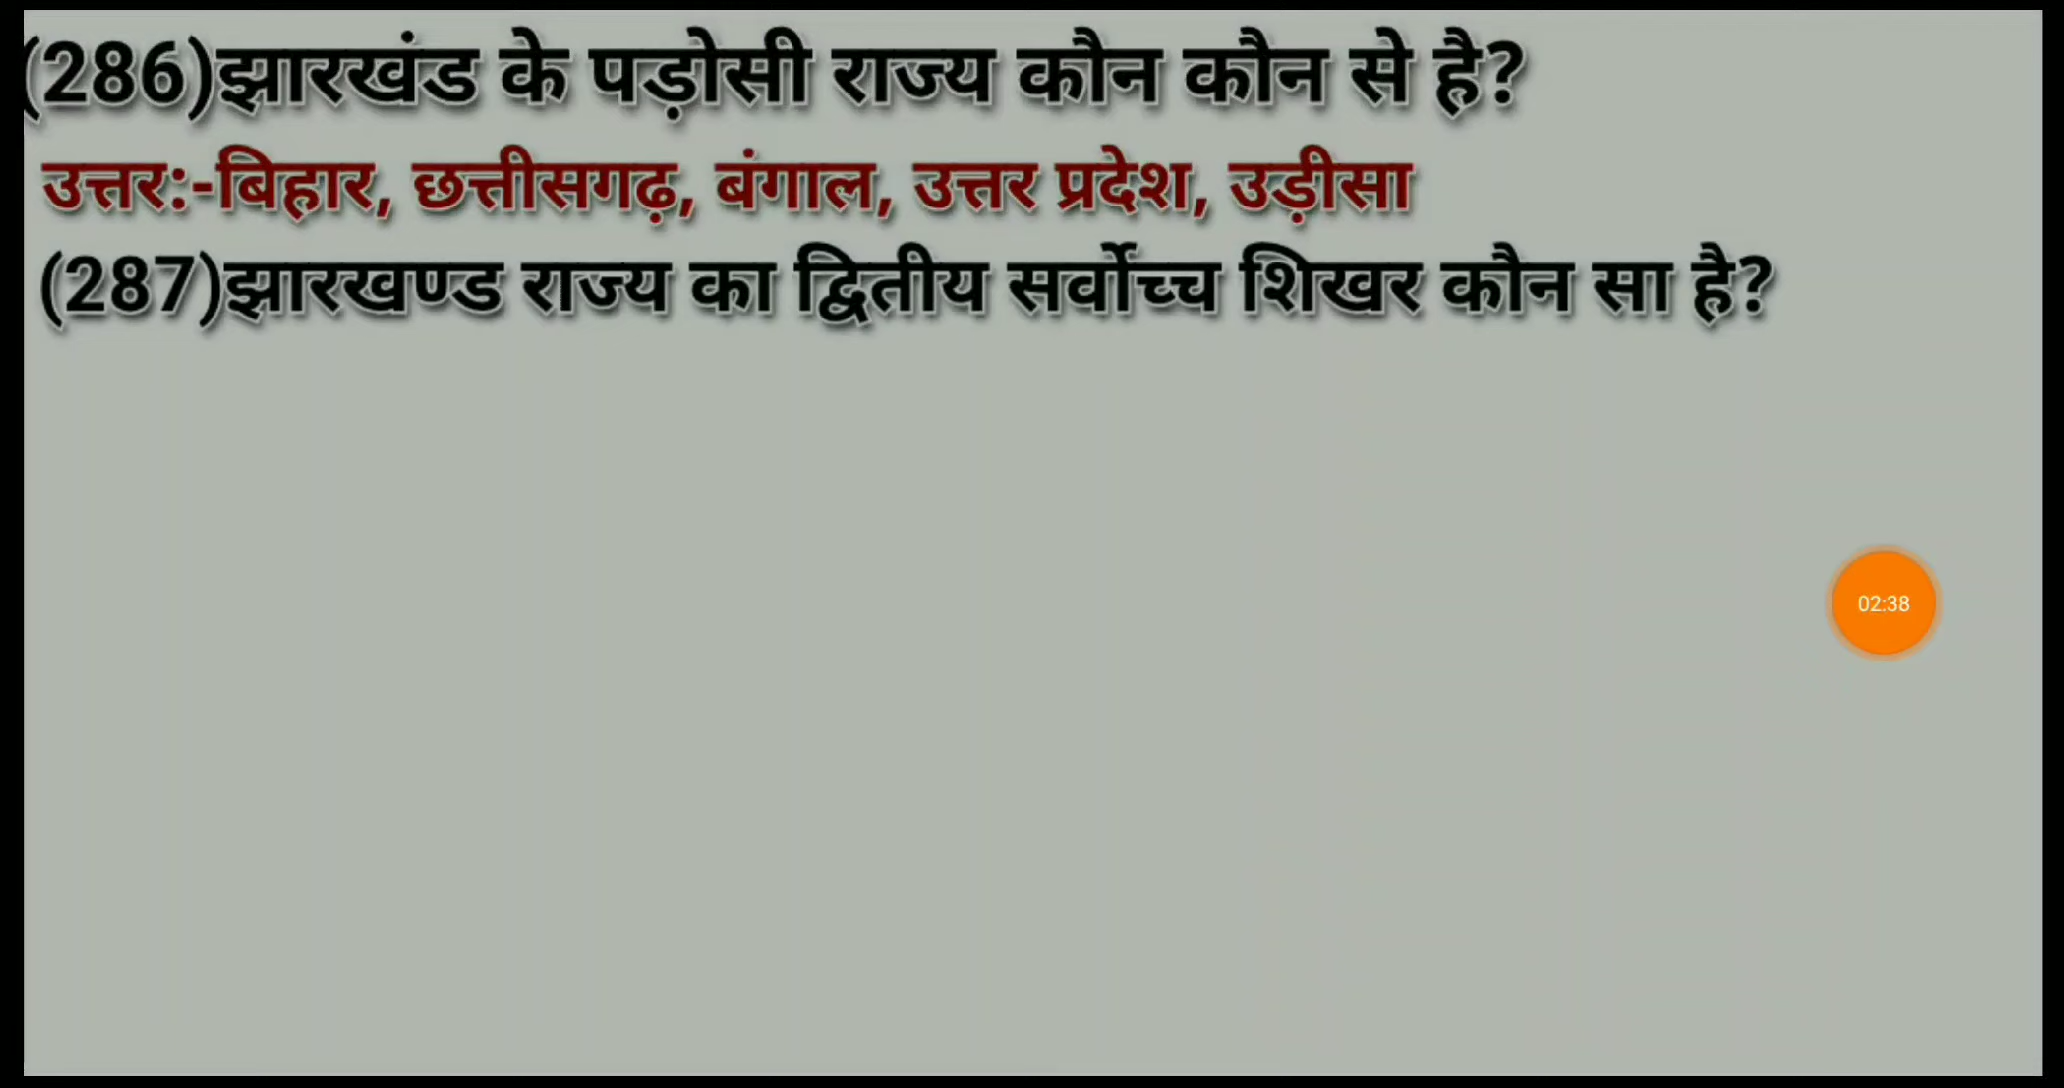 (286)झारखंड के पड़ोसी राज्य कौन कौन से है?
उत्तर:-बिहार, छत्तीसगढ़, बंगाल, उत्तर प्रदेश, उड़ीसा
(287)झारखण्ड राज्य का द्वितीय सर्वोच्च शिखर कौन सा है?
02:38